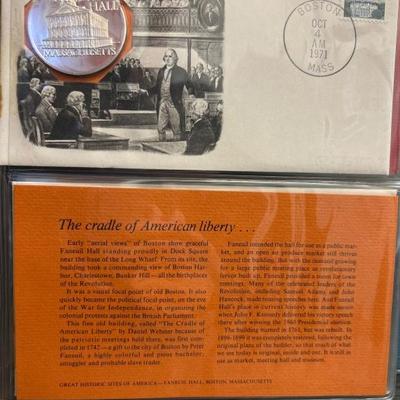 HALL
MASSACHUSETTS
BOSTON
OCT
4
AM
1971
MASS
The cradle of American liberty . . .
Early "aerial views" of Boston show graceful
Faneuil Hall standing proudly in Dock Square
near the base of the Long Wharf. From its site, the
building took a commanding view of Boston Har-
bor, Charlestown, Bunker Hill — all the birthplaces
of the Revolution.
It was a visual focal point of old Boston. It also
quickly became the political focal point, on the eve
of the War for Independence, in organizing the
colonial protests against the British Parliament.
This fine old building, called "The Cradle of
American Liberty" by Daniel Webster because of
the patriotic meetings held there, was first com-
pleted in 1742 — a gift to the city of Boston by Peter
Faneuil, a highly colorful and pious bachelor,
smuggler and probable slave trader.
Faneuil intended the hall for use as a public mar-
ket, and an open air produce market still thrives
around the building. But with the demand growing
for a large public meeting place as revolutionary
fervor built up, Faneuil provided a room for town
meetings. Many of the celebrated leaders of the
Revolution, including Samuel Adams and John
Hancock, made treasonous speeches here. And Faneuil
Hall's place in current history was made secure
when John F. Kennedy delivered his victory speech
there after winning the 1960 Presidential election.
The building burned in 1761, but was rebuilt. In
1898-1899 it was completely restored, following the
original plans of the builder, so that much of what
we see today is original, inside and out. It is used
as market, meeting hall and museum.
GREAT HISTORIC SITES OF AMERICA—FANEUIL HALL, BOSTON, MASSACHUSETTS